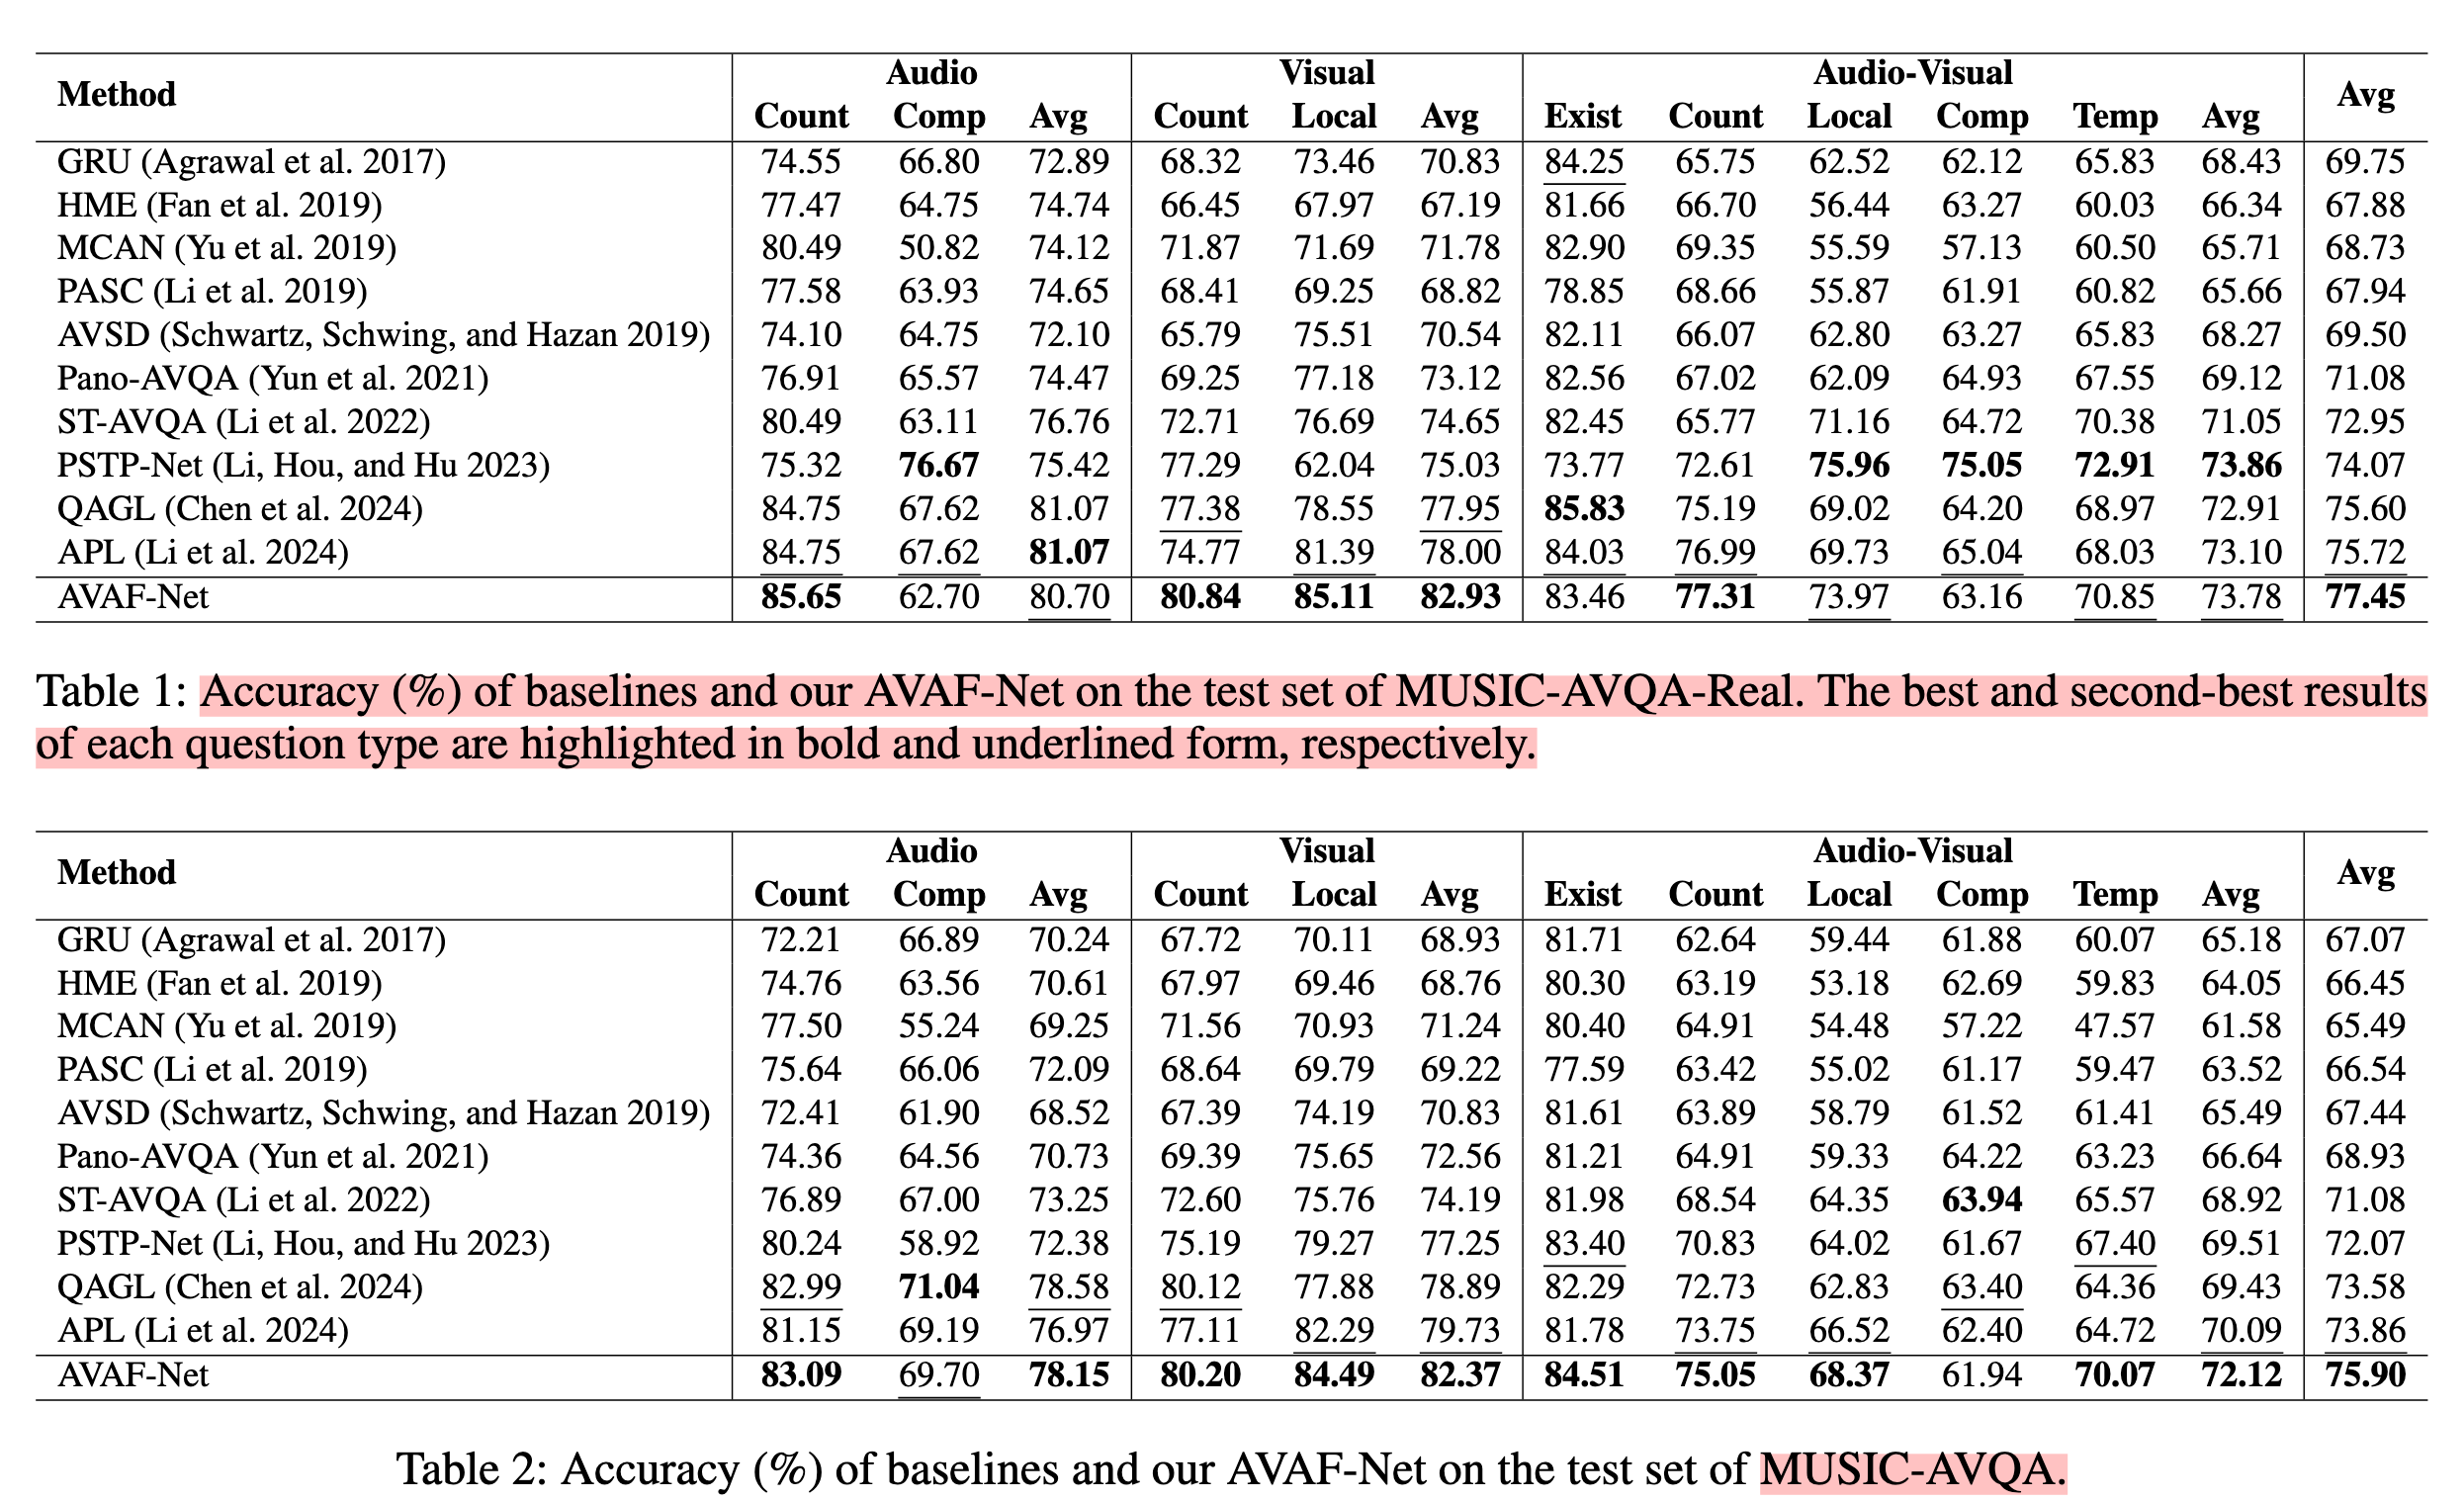 Method Audio Visual Audio-Visual Avg
Count Comp Avg Count Local Avg Exist Count Local Comp Temp Avg
GRU (Agrawal et al. 2017) 74.55 66.80 72.89 68.32 73.46 70.83 84.25 65.75 62.52 62.12 65.83 68.43 69.75
HME (Fan et al. 2019) 77.47 64.75 74.74 66.45 67.97 67.19 81.66 66.70 56.44 63.27 60.03 66.34 67.88
MCAN (Yu et al. 2019) 80.49 50.82 74.12 71.87 71.69 71.78 82.90 69.35 55.59 57.13 60.50 65.71 68.73
PASC (Li et al. 2019) 77.58 63.93 74.65 68.41 69.25 68.82 78.85 68.66 55.87 61.91 60.82 65.66 67.94
AVSD (Schwartz, Schwing, and Hazan 2019) 74.10 64.75 72.10 65.79 75.51 70.54 82.11 66.07 62.80 63.27 65.83 68.27 69.50
Pano-AVQA (Yun et al. 2021) 76.91 65.57 74.47 69.25 77.18 73.12 82.56 67.02 62.09 64.93 67.55 69.12 71.08
ST-AVQA (Li et al. 2022) 80.49 63.11 76.76 72.71 76.69 74.65 82.45 65.77 71.16 64.72 70.38 71.05 72.95
PSTP-Net (Li, Hou, and Hu 2023) 75.32 76.67 75.42 77.29 62.04 75.03 73.77 72.61 75.96 75.05 72.91 73.86 74.07
QAGL (Chen et al. 2024) 84.75 67.62 81.07 77.38 78.55 77.95 85.83 75.19 69.02 64.20 68.97 72.91 75.60
APL (Li et al. 2024) 84.75 67.62 81.07 74.77 81.39 78.00 84.03 76.99 69.73 65.04 68.03 73.10 75.72
AVAF-Net 85.65 62.70 80.70 80.84 85.11 82.93 83.46 77.31 73.97 63.16 70.85 73.78 77.45
Table 1: Accuracy (%) of baselines and our AVAF-Net on the test set of MUSIC-AVQA-Real. The best and second-best results
of each question type are highlighted in bold and underlined form, respectively.
Method Audio Visual Audio-Visual Avg
Count Comp Avg Count Local Avg Exist Count Local Comp Temp Avg
GRU (Agrawal et al. 2017) 72.21 66.89 70.24 67.72 70.11 68.93 81.71 62.64 59.44 61.88 60.07 65.18 67.07
HME (Fan et al. 2019) 74.76 63.56 70.61 67.97 69.46 68.76 80.30 63.19 53.18 62.69 59.83 64.05 66.45
MCAN (Yu et al. 2019) 77.50 55.24 69.25 71.56 70.93 71.24 80.40 64.91 54.48 57.22 47.57 61.58 65.49
PASC (Li et al. 2019) 75.64 66.06 72.09 68.64 69.79 69.22 77.59 63.42 55.02 61.17 59.47 63.52 66.54
AVSD (Schwartz, Schwing, and Hazan 2019) 72.41 61.90 68.52 67.39 74.19 70.83 81.61 63.89 58.79 61.52 61.41 65.49 67.44
Pano-AVQA (Yun et al. 2021) 74.36 64.56 70.73 69.39 75.65 72.56 81.21 64.91 59.33 64.22 63.23 66.64 68.93
ST-AVQA (Li et al. 2022) 76.89 67.00 73.25 72.60 75.76 74.19 81.98 68.54 64.35 63.94 65.57 68.92 71.08
PSTP-Net (Li, Hou, and Hu 2023) 80.24 58.92 72.38 75.19 79.27 77.25 83.40 70.83 64.02 61.67 67.40 69.51 72.07
QAGL (Chen et al. 2024) 82.99 71.04 78.58 80.12 77.88 78.89 82.29 72.73 62.83 63.40 64.36 69.43 73.58
APL (Li et al. 2024) 81.15 69.19 76.97 77.11 82.29 79.73 81.78 73.75 66.52 62.40 64.72 70.09 73.86
AVAF-Net 83.09 69.70 78.15 80.20 84.49 82.37 84.51 75.05 68.37 61.94 70.07 72.12 75.90
Table 2: Accuracy (%) of baselines and our AVAF-Net on the test set of MUSIC-AVQA.